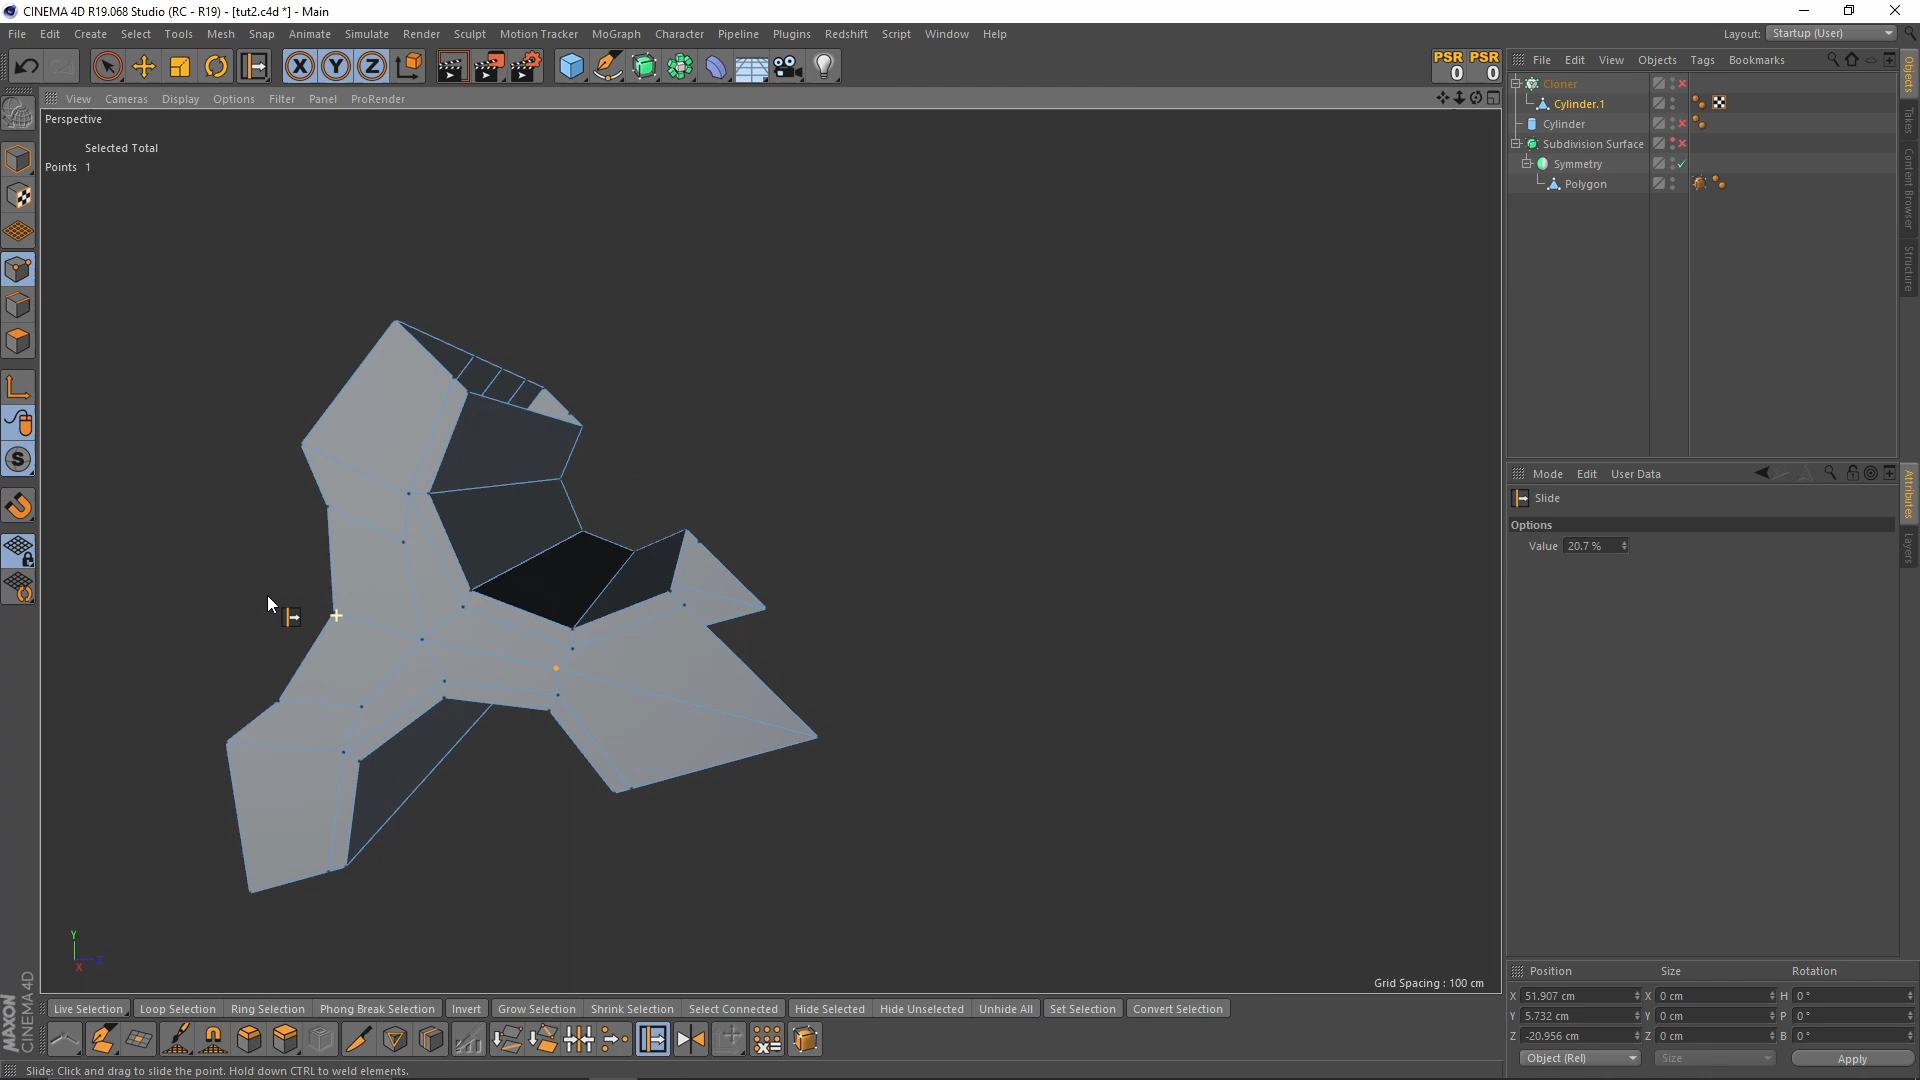 CINEMA 4D R19.068 Studio (RC - R19) - [tut2.c4d *] - Main
File Edit Create Select Tools Mesh Snap Animate Simulate Render Sculpt Motion Tracker MoGraph Character Pipeline Plugins Redshift Script Window Help
Layout: Startup (User)
X Y Z PSR 0 PSR 0
File Edit View Objects Tags Bookmarks
View Cameras Display Options Filter Panel ProRender
Cloner
Cylinder.1
Cylinder
Subdivision Surface
Symmetry
Polygon
Objects
Takes
Content Browser
Structure
Perspective
Selected Total
Points 1
S
Mode Edit User Data
Slide
Options
Value 20.7 %
Attributes
Layers
Y
Z
X
Grid Spacing : 100 cm
Position Size Rotation
X 51.907 cm X 0 cm H 0 °
Y 5.732 cm Y 0 cm P 0 °
Z -20.956 cm Z 0 cm B 0 °
Object (Rel) Size Apply
Live Selection Loop Selection Ring Selection Phong Break Selection Invert Grow Selection Shrink Selection Select Connected Hide Selected Hide Unselected Unhide All Set Selection Convert Selection
MAXON
CINEMA 4D
Slide: Click and drag to slide the point. Hold down CTRL to weld elements.